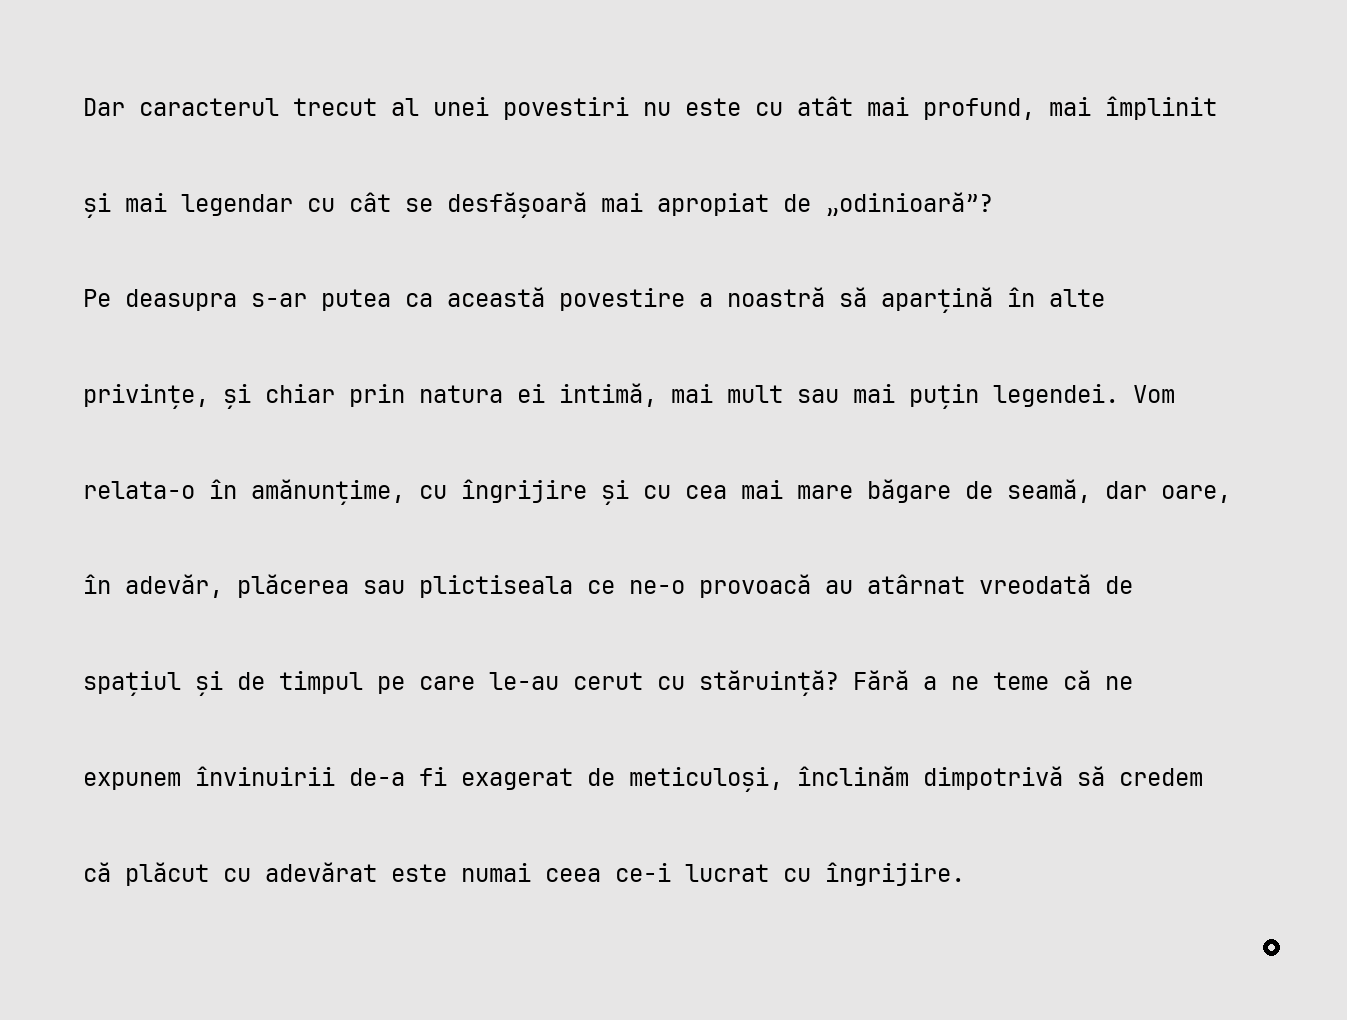 Dar caracterul trecut al unei povestiri nu este cu atât mai profund, mai împlinit
și mai legendar cu cât se desfășoară mai apropiat de „odinioară”?
Pe deasupra s-ar putea ca această povestire a noastră să aparțină în alte
privințe, și chiar prin natura ei intimă, mai mult sau mai puțin legendei. Vom
relata-o în amănunțime, cu îngrijire și cu cea mai mare băgare de seamă, dar oare,
în adevăr, plăcerea sau plictiseala ce ne-o provoacă au atârnat vreodată de
spațiul și de timpul pe care le-au cerut cu stăruință? Fără a ne teme că ne
expunem învinuirii de-a fi exagerat de meticuloși, înclinăm dimpotrivă să credem
că plăcut cu adevărat este numai ceea ce-i lucrat cu îngrijire.